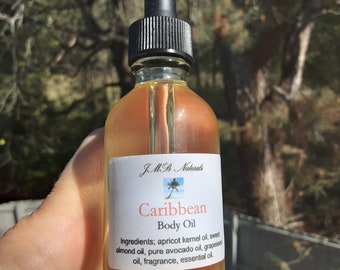 J.M.B Naturals
Caribbean
Body Oil
Ingredients; apricot kernel oil, sweet
almond oil, pure avocado oil, grapeseed
oil, fragrance, essential oil.